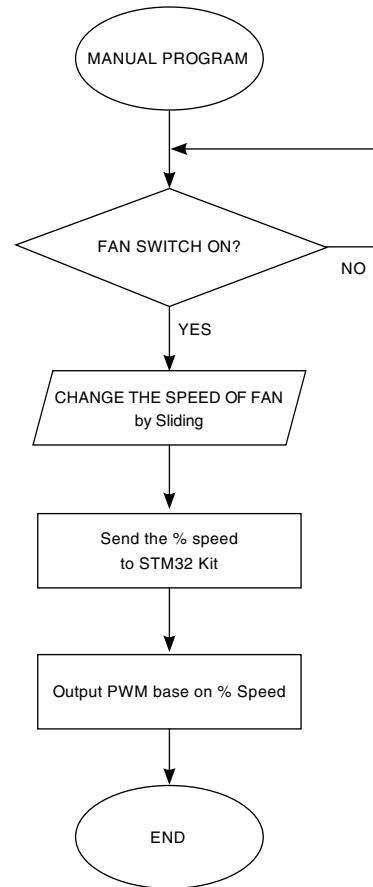 MANUAL PROGRAM
FAN SWITCH ON?
NO
YES
CHANGE THE SPEED OF FAN
by Sliding
Send the % speed
to STM32 Kit
Output PWM base on % Speed
END